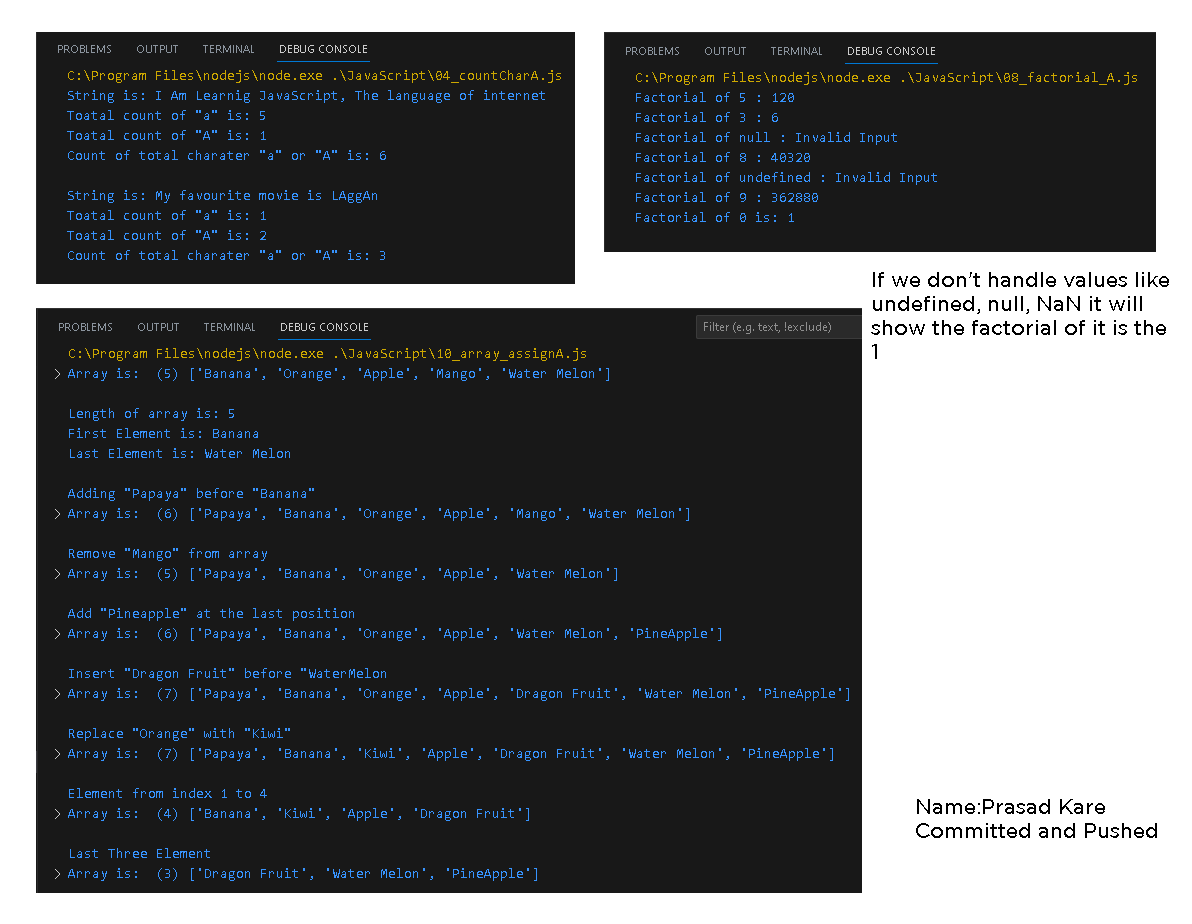 PROBLEMS OUTPUT TERMINAL DEBUG CONSOLE
C:\Program Files\nodejs\node.exe .\JavaScript\04_countCharA.js
String is: I Am Learnig JavaScript, The language of internet
Toatal count of "a" is: 5
Toatal count of "A" is: 1
Count of total charater "a" or "A" is: 6
String is: My favourite movie is LAggAn
Toatal count of "a" is: 1
Toatal count of "A" is: 2
Count of total charater "a" or "A" is: 3
PROBLEMS OUTPUT TERMINAL DEBUG CONSOLE
C:\Program Files\nodejs\node.exe .\JavaScript\08_factorial_A.js
Factorial of 5 : 120
Factorial of 3 : 6
Factorial of null : Invalid Input
Factorial of 8 : 40320
Factorial of undefined : Invalid Input
Factorial of 9 : 362880
Factorial of 0 is: 1
If we don't handle values like
undefined, null, NaN it will
show the factorial of it is the
1
PROBLEMS OUTPUT TERMINAL DEBUG CONSOLE Filter (e.g. text, !exclude)
C:\Program Files\nodejs\node.exe .\JavaScript\10_array_assignA.js
> Array is: (5) ['Banana', 'Orange', 'Apple', 'Mango', 'Water Melon']
Length of array is: 5
First Element is: Banana
Last Element is: Water Melon
Adding "Papaya" before "Banana"
> Array is: (6) ['Papaya', 'Banana', 'Orange', 'Apple', 'Mango', 'Water Melon']
Remove "Mango" from array
> Array is: (5) ['Papaya', 'Banana', 'Orange', 'Apple', 'Water Melon']
Add "Pineapple" at the last position
> Array is: (6) ['Papaya', 'Banana', 'Orange', 'Apple', 'Water Melon', 'PineApple']
Insert "Dragon Fruit" before "WaterMelon
> Array is: (7) ['Papaya', 'Banana', 'Orange', 'Apple', 'Dragon Fruit', 'Water Melon', 'PineApple']
Replace "Orange" with "Kiwi"
> Array is: (7) ['Papaya', 'Banana', 'Kiwi', 'Apple', 'Dragon Fruit', 'Water Melon', 'PineApple']
Element from index 1 to 4
> Array is: (4) ['Banana', 'Kiwi', 'Apple', 'Dragon Fruit']
Last Three Element
> Array is: (3) ['Dragon Fruit', 'Water Melon', 'PineApple']
Name:Prasad Kare
Committed and Pushed